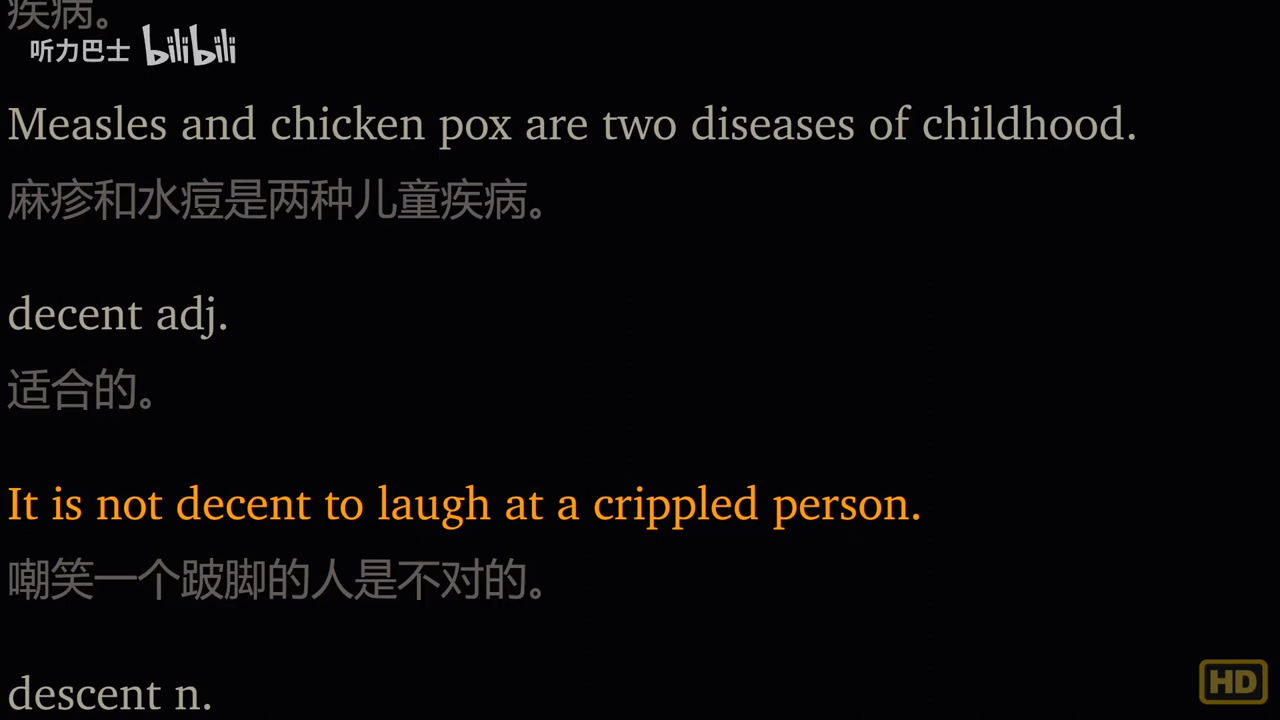 疾病。
听力巴士 bilibili
Measles and chicken pox are two diseases of childhood.
麻疹和水痘是两种儿童疾病。
decent adj.
适合的。
It is not decent to laugh at a crippled person.
嘲笑一个跛脚的人是不对的。
descent n.
HD